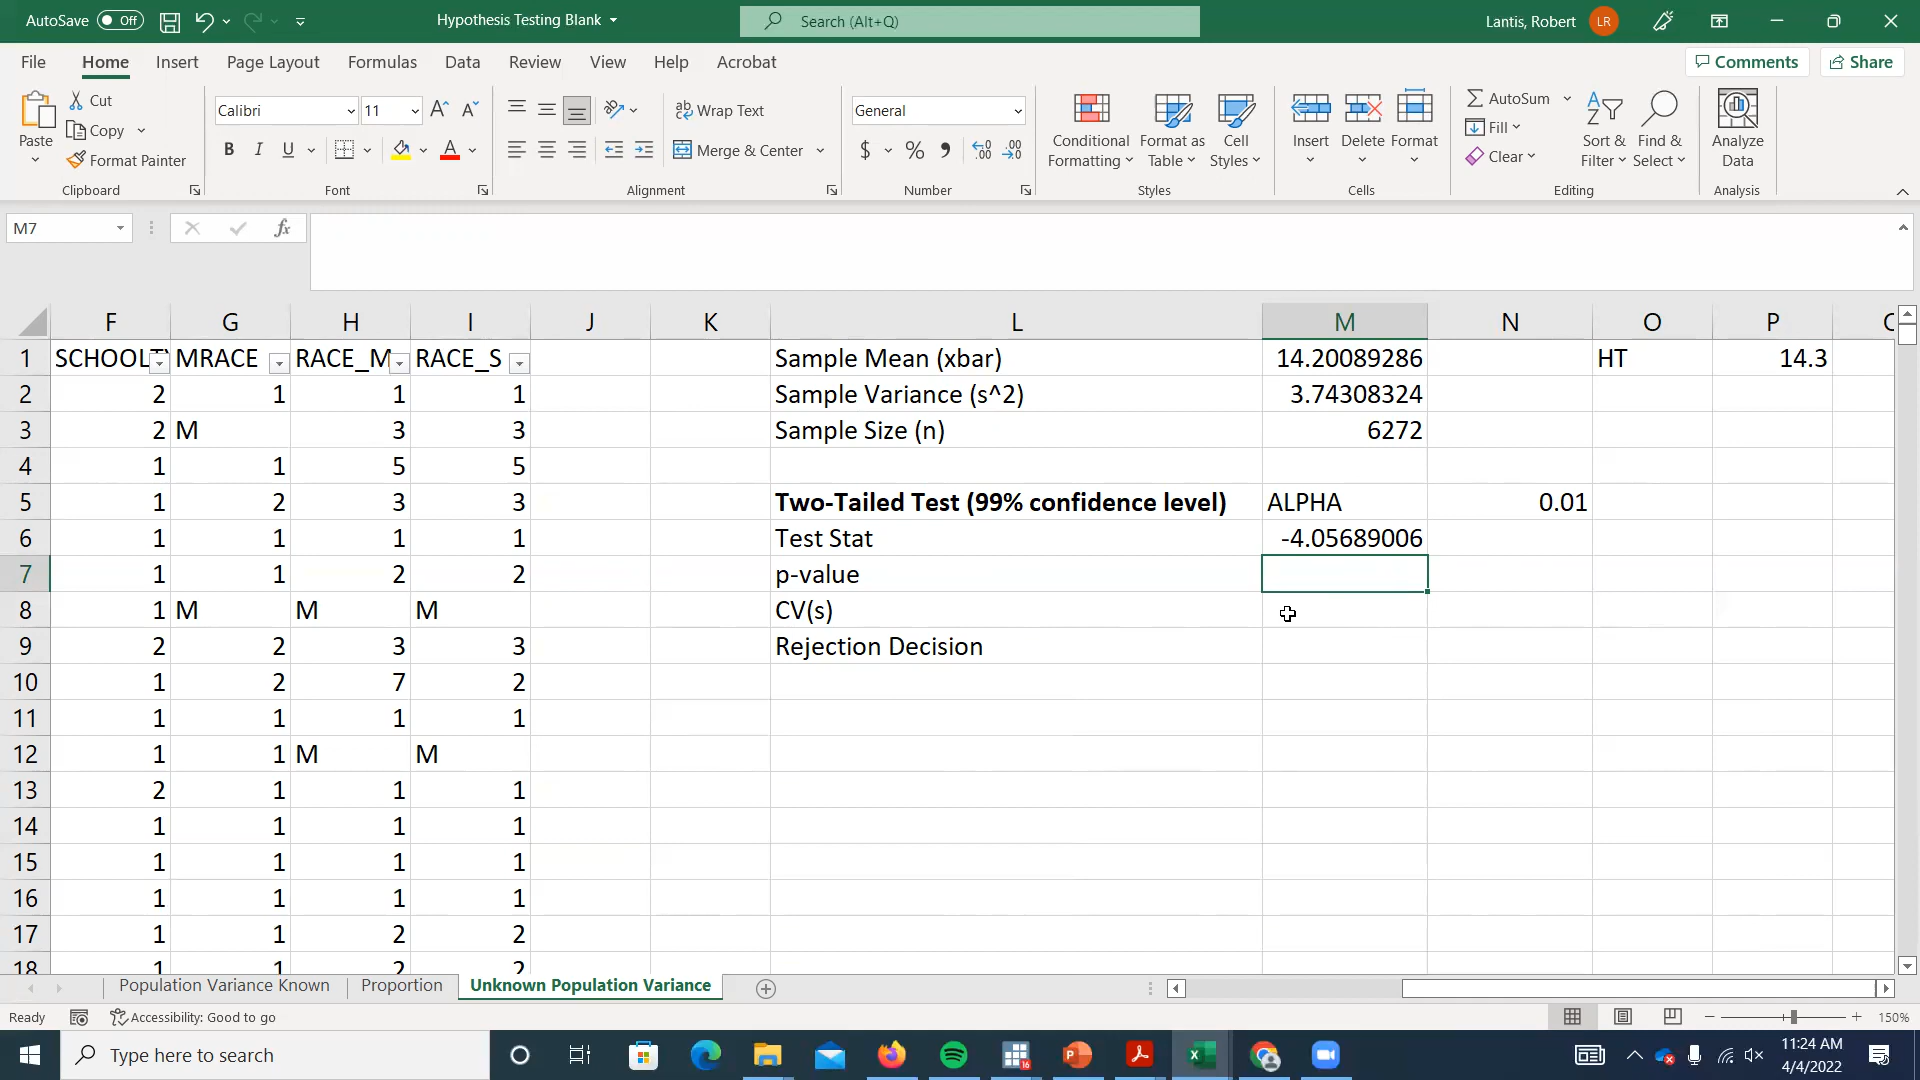 AutoSave Off Hypothesis Testing Blank Search (Alt+Q) Lantis, Robert LR
File Home Insert Page Layout Formulas Data Review View Help Acrobat Comments Share
Paste Cut Copy Format Painter Clipboard
Calibri 11 B I U A Font
Wrap Text Merge & Center Alignment
General $ % Number
Conditional Formatting Format as Table Cell Styles Styles
Insert Delete Format Cells
AutoSum Fill Clear Sort & Filter Find & Select Editing
Analyze Data Analysis
M7 fx
F G H I J K L M N O P
1 SCHOOLT MRACE RACE_M RACE_S Sample Mean (xbar) 14.20089286 HT 14.3
2 2 1 1 1 Sample Variance (s^2) 3.74308324
3 2 M 3 3 Sample Size (n) 6272
4 1 1 5 5
5 1 2 3 3 Two-Tailed Test (99% confidence level) ALPHA 0.01
6 1 1 1 1 Test Stat -4.05689006
7 1 1 2 2 p-value
8 1 M M M CV(s)
9 2 2 3 3 Rejection Decision
10 1 2 7 2
11 1 1 1 1
12 1 1 M M
13 2 1 1 1
14 1 1 1 1
15 1 1 1 1
16 1 1 1 1
17 1 1 2 2
18 1 1 2 2
Population Variance Known Proportion Unknown Population Variance
Ready Accessibility: Good to go 150%
Type here to search 11:24 AM
4/4/2022